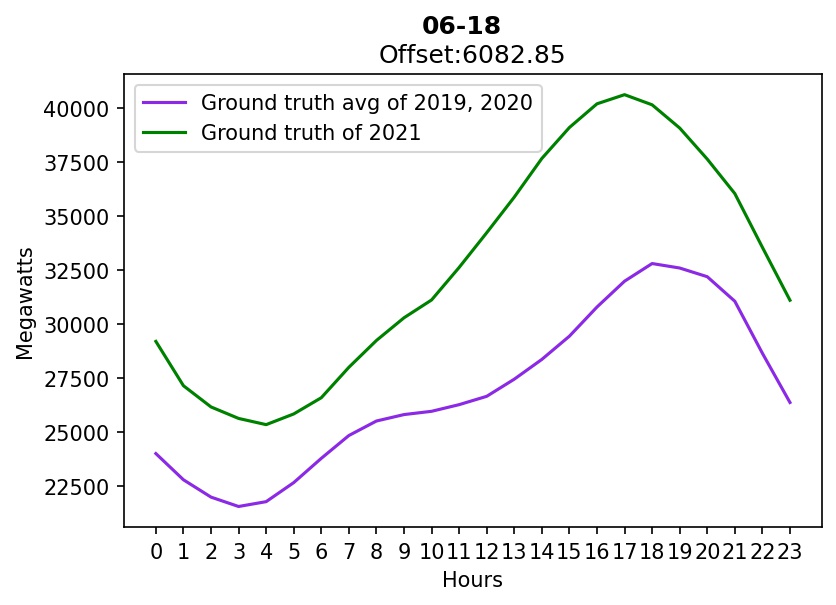 06-18
Offset:6082.85
Ground truth avg of 2019, 2020
Ground truth of 2021
40000
37500
35000
32500
30000
27500
25000
22500
Megawatts
0 1 2 3 4 5 6 7 8 9 10 11 12 13 14 15 16 17 18 19 20 21 22 23
Hours